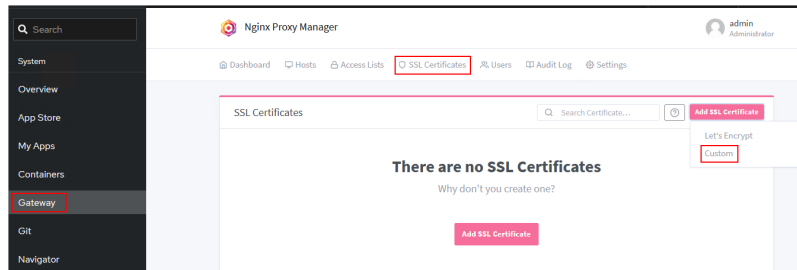 Search
System
Overview
App Store
My Apps
Containers
Gateway
Git
Navigator
Nginx Proxy Manager
admin
Administrator
Dashboard Hosts Access Lists SSL Certificates Users Audit Log Settings
SSL Certificates
Search Certificate...
Add SSL Certificate
Let's Encrypt
Custom
There are no SSL Certificates
Why don't you create one?
Add SSL Certificate